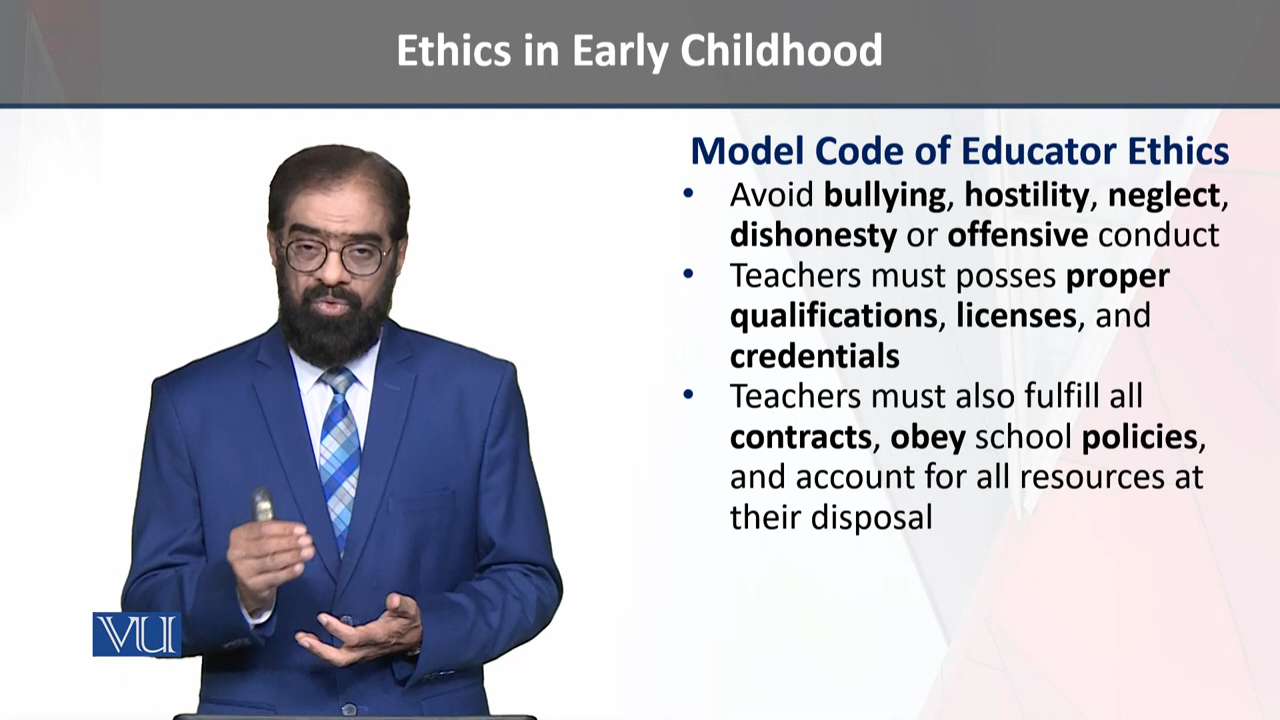 Ethics in Early Childhood
Model Code of Educator Ethics
• Avoid bullying, hostility, neglect,
dishonesty or offensive conduct
• Teachers must posses proper
qualifications, licenses, and
credentials
• Teachers must also fulfill all
contracts, obey school policies,
and account for all resources at
their disposal
VU